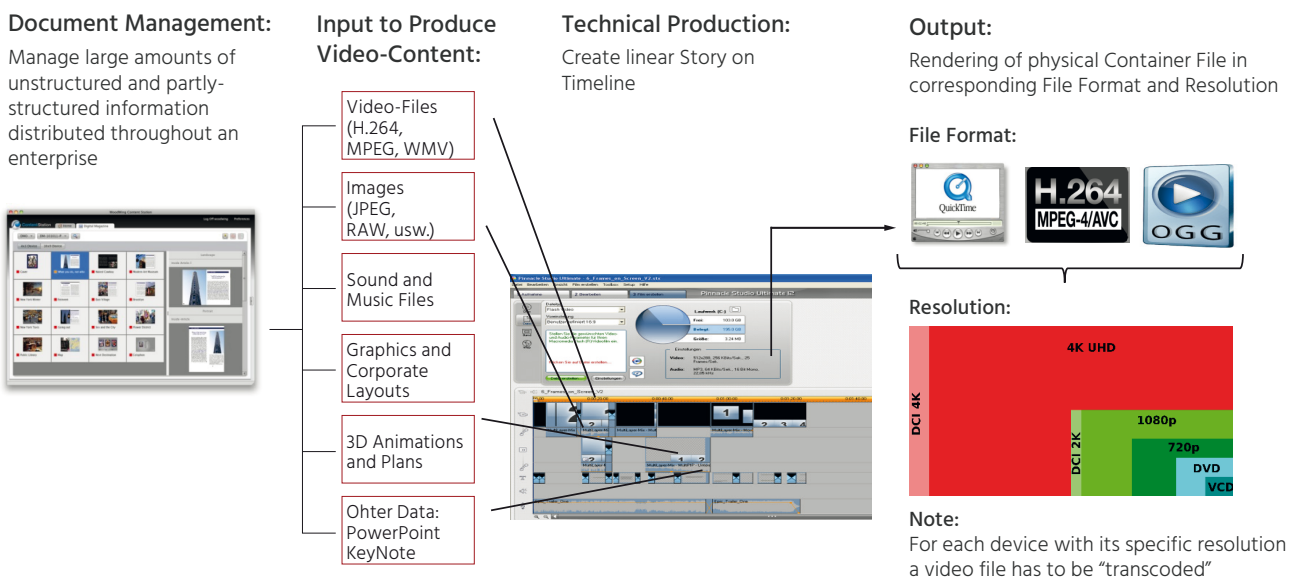 Document Management:
Manage large amounts of
unstructured and partly-
structured information
distributed throughout an
enterprise
Input to Produce
Video-Content:
Video-Files
(H.264,
MPEG, WMV)
Images
(JPEG,
RAW, usw.)
Sound and
Music Files
Graphics and
Corporate
Layouts
3D Animations
and Plans
Ohter Data:
PowerPoint
KeyNote
Technical Production:
Create linear Story on
Timeline
Pinnacle Studio Ultimate 12
6_Frames_on_Screen_V2
Output:
Rendering of physical Container File in
corresponding File Format and Resolution
File Format:
QuickTime
H.264
MPEG-4/AVC
OGG
Resolution:
4K UHD
DCI 4K
1080p
DCI 2K
720p
DVD
VCD
Note:
For each device with its specific resolution
a video file has to be “transcoded”